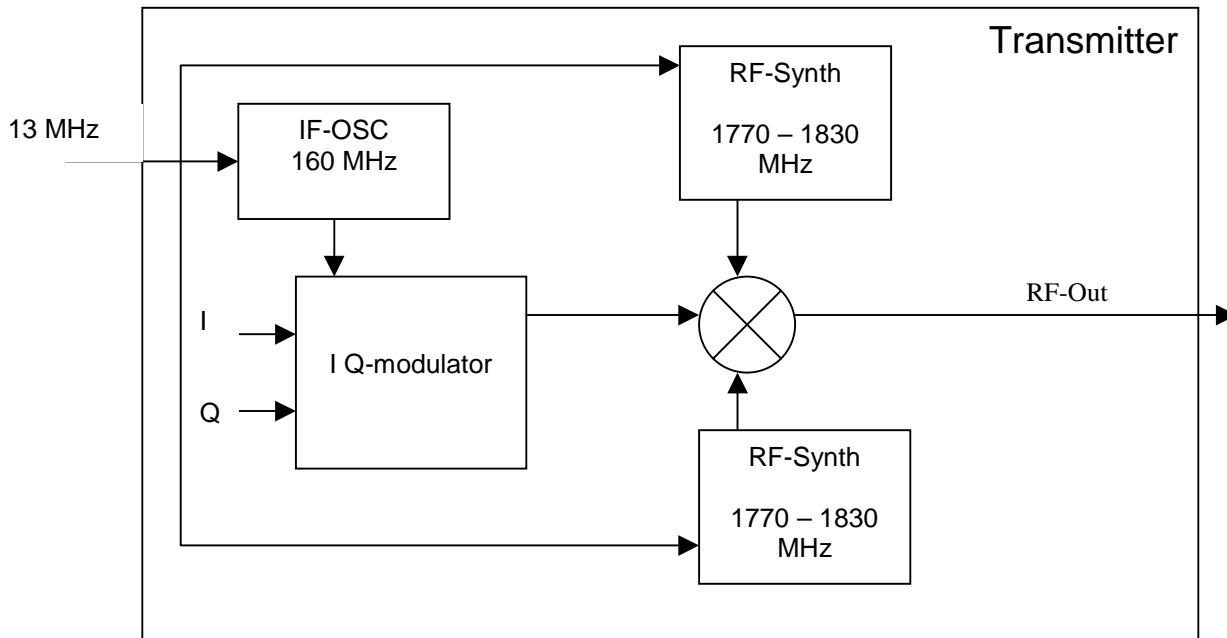 Transmitter
RF-Synth
1770 – 1830
MHz
13 MHz
IF-OSC
160 MHz
RF-Out
I
I Q-modulator
Q
RF-Synth
1770 – 1830
MHz